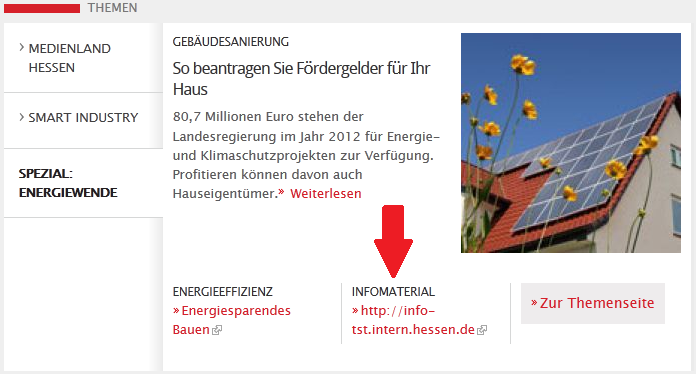 THEMEN
› MEDIENLAND
HESSEN
› SMART INDUSTRY
SPEZIAL:
ENERGIEWENDE
GEBÄUDESANIERUNG
So beantragen Sie Fördergelder für Ihr
Haus
80,7 Millionen Euro stehen der
Landesregierung im Jahr 2012 für Energie-
und Klimaschutzprojekten zur Verfügung.
Profitieren können davon auch
Hauseigentümer.» Weiterlesen
ENERGIEEFFIZIENZ
» Energiesparendes
Bauen
INFOMATERIAL
» http://info-
tst.intern.hessen.de
» Zur Themenseite